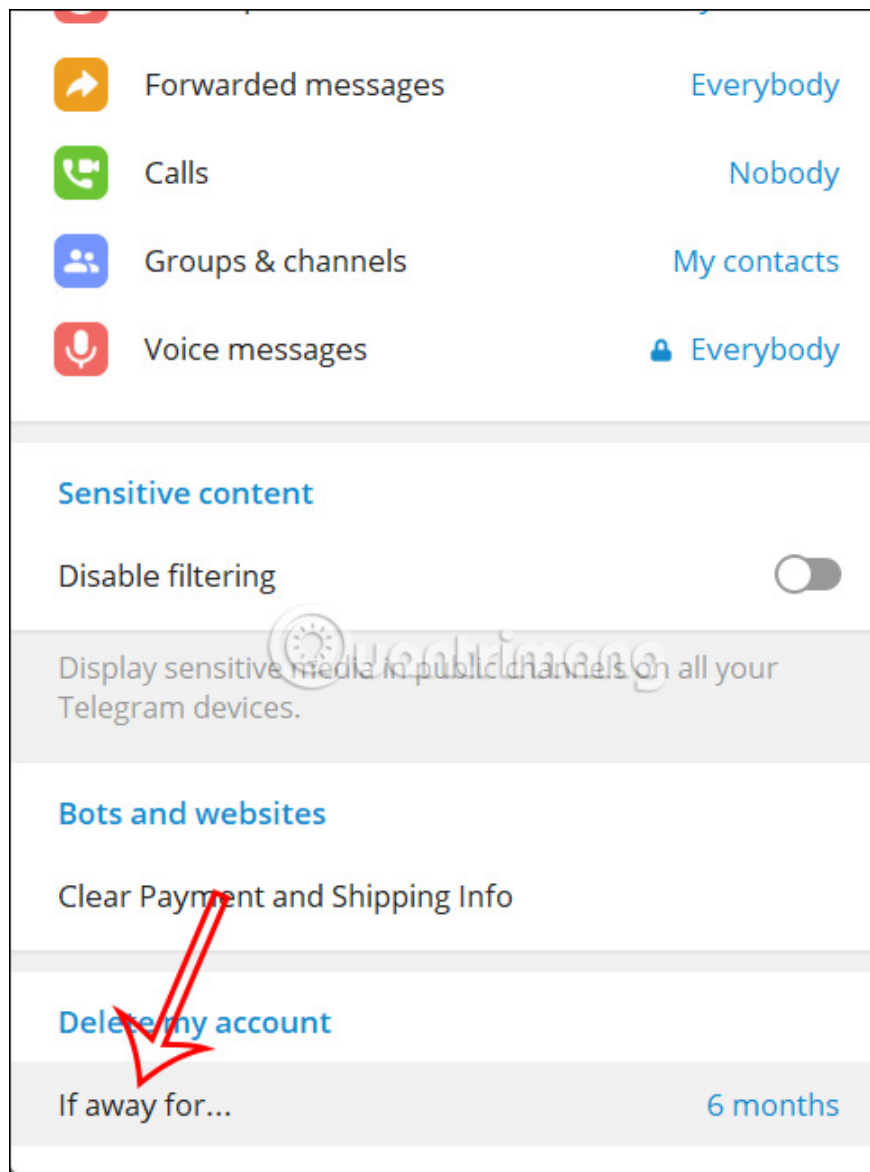 Forwarded messages Everybody
Calls Nobody
Groups & channels My contacts
Voice messages Everybody
Sensitive content
Disable filtering
Quantrimang
Display sensitive media in public channels on all your
Telegram devices.
Bots and websites
Clear Payment and Shipping Info
Delete my account
If away for... 6 months